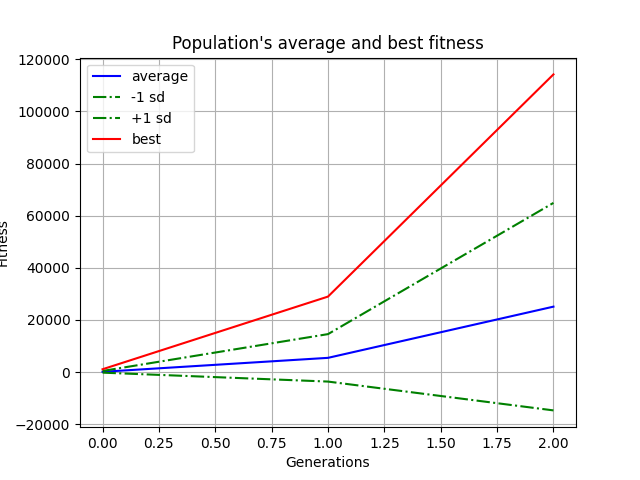 Population's average and best fitness
120000
100000
80000
60000
40000
20000
0
−20000
Fitness
average
-1 sd
+1 sd
best
0.00 0.25 0.50 0.75 1.00 1.25 1.50 1.75 2.00
Generations